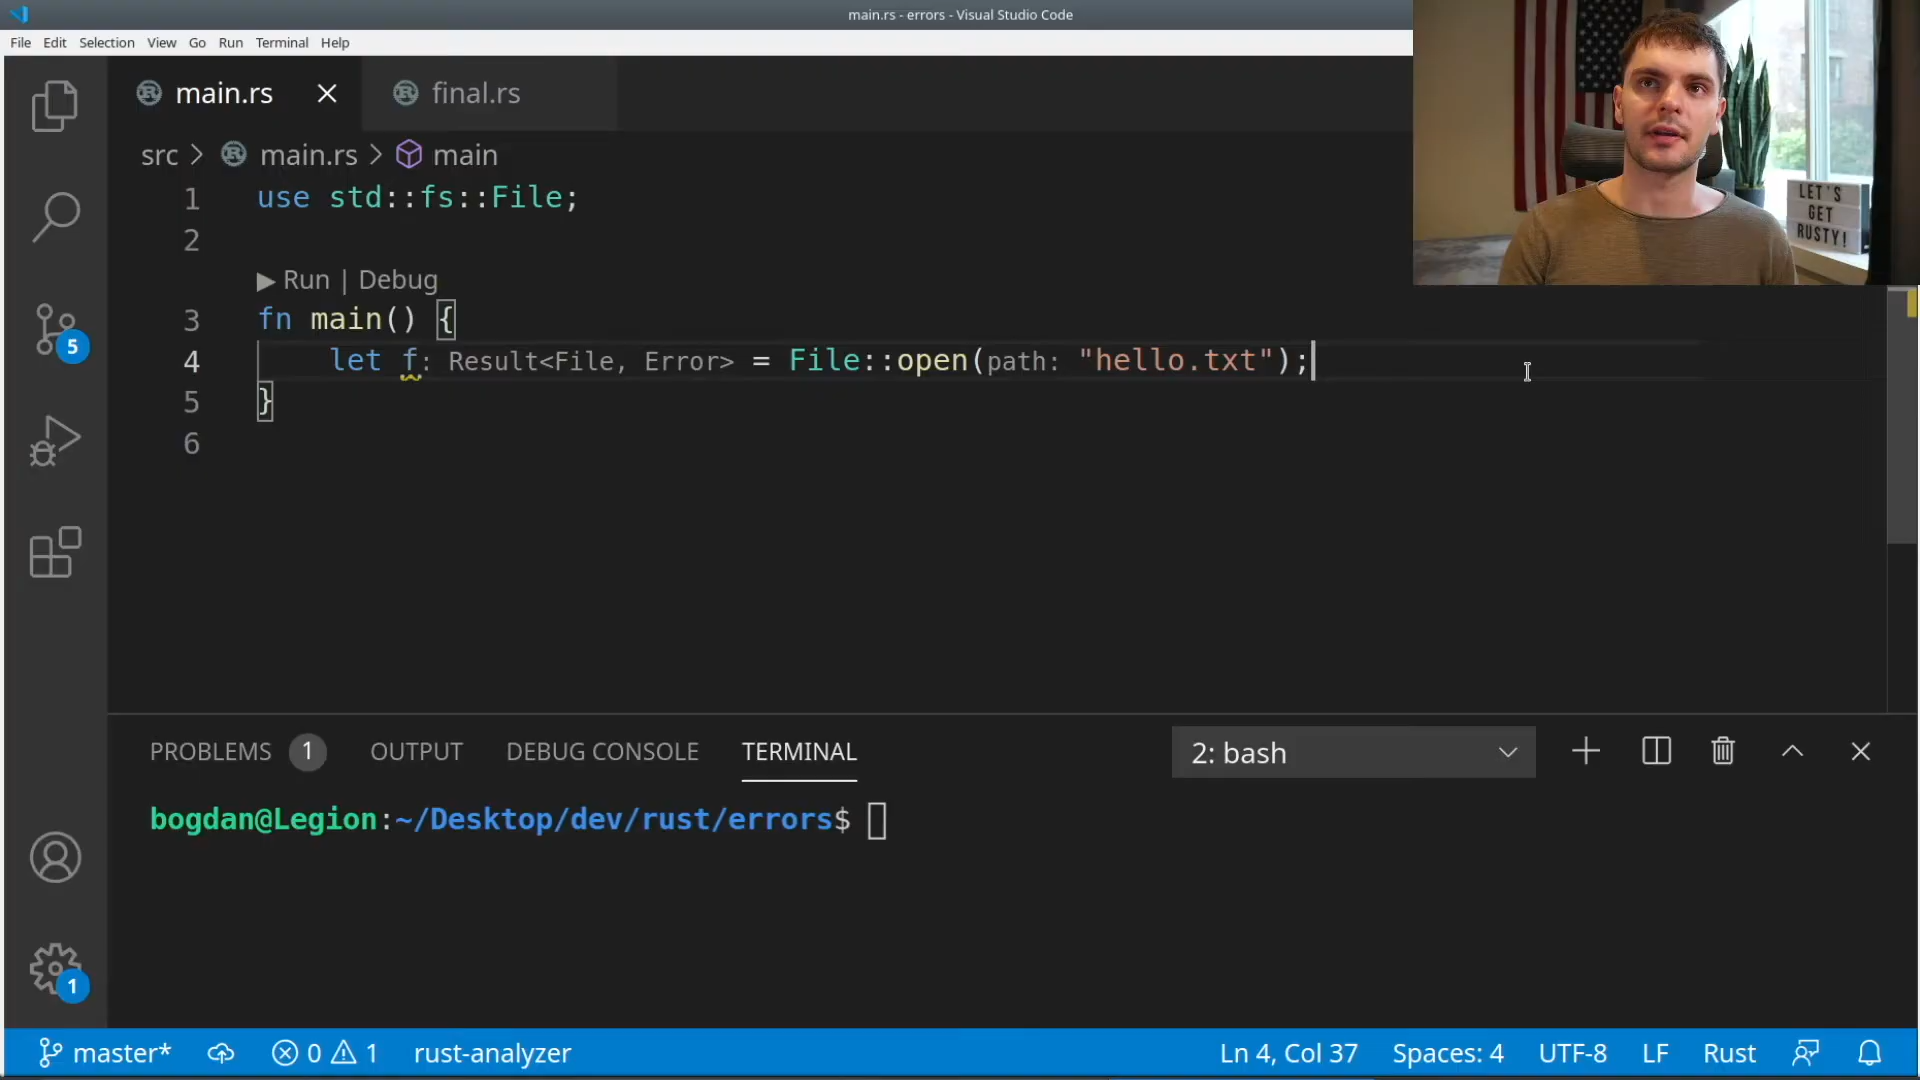 main.rs - errors - Visual Studio Code
File Edit Selection View Go Run Terminal Help
main.rs final.rs
src > main.rs > main
1 use std::fs::File;
2
Run | Debug
3 fn main() {
4 let f: Result<File, Error> = File::open(path: "hello.txt");
5 }
6
LET'S
GET
RUSTY!
5
PROBLEMS 1 OUTPUT DEBUG CONSOLE TERMINAL 2: bash
bogdan@Legion:~/Desktop/dev/rust/errors$
1
master* 0 1 rust-analyzer Ln 4, Col 37 Spaces: 4 UTF-8 LF Rust